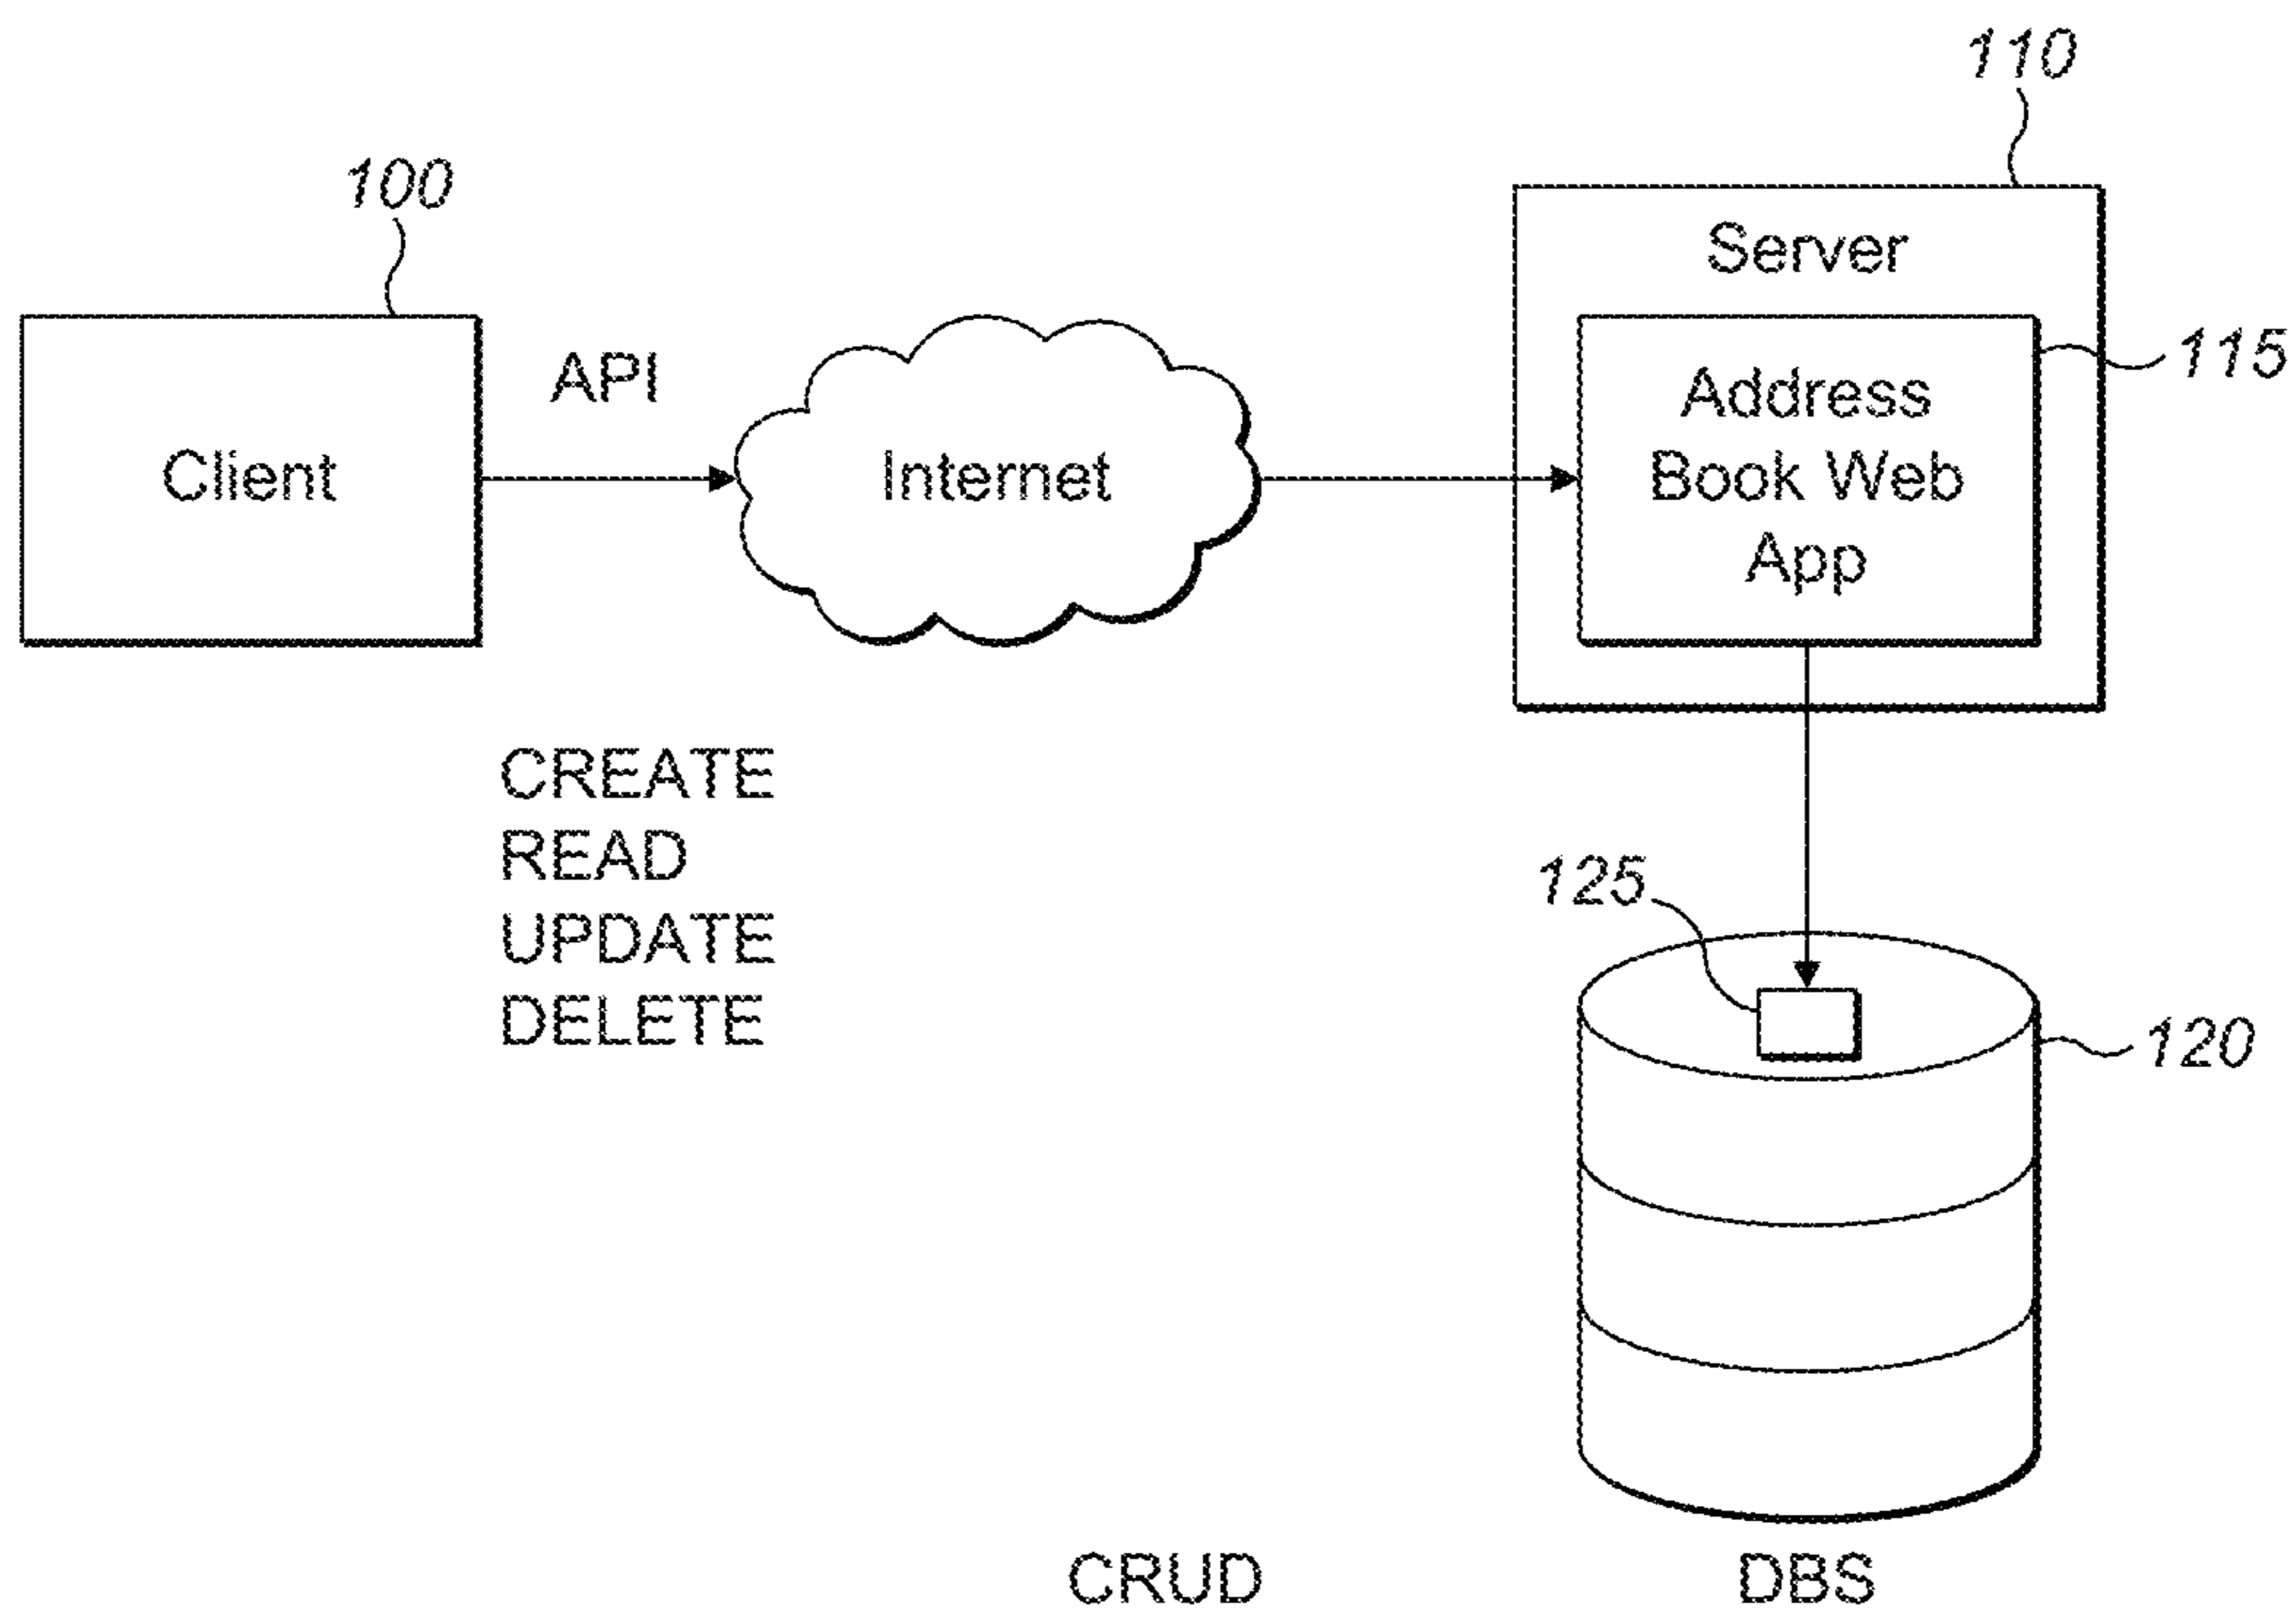 110
100
Server
115
API
Address
Book Web
App
Client
Internet
CREATE
READ
UPDATE
DELETE
125
120
CRUD
DBS